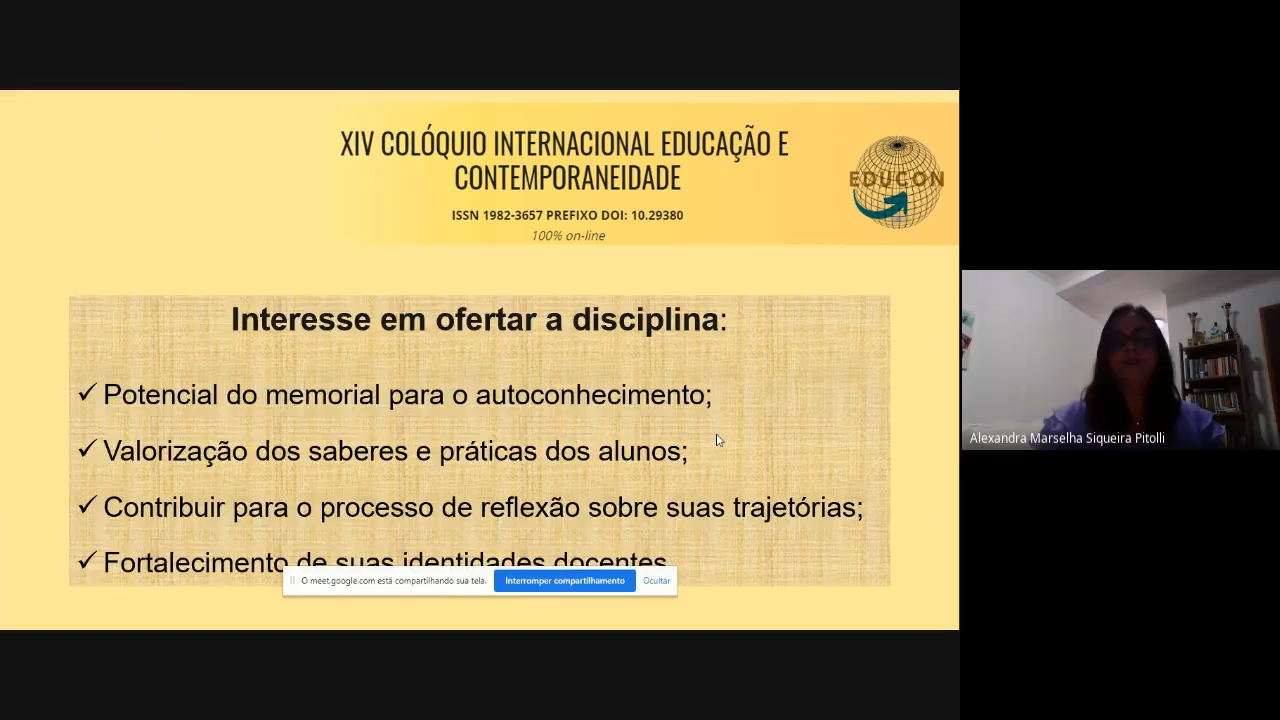 XIV COLÓQUIO INTERNACIONAL EDUCAÇÃO E
CONTEMPORANEIDADE
ISSN 1982-3657 PREFIXO DOI: 10.29380
100% on-line
EDUCON
Interesse em ofertar a disciplina:
✓ Potencial do memorial para o autoconhecimento;
✓ Valorização dos saberes e práticas dos alunos;
✓ Contribuir para o processo de reflexão sobre suas trajetórias;
✓ Fortalecimento de suas identidades docentes
O meet.google.com está compartilhando sua tela.
Interromper compartilhamento
Ocultar
Alexandra Marselha Siqueira Pitolli